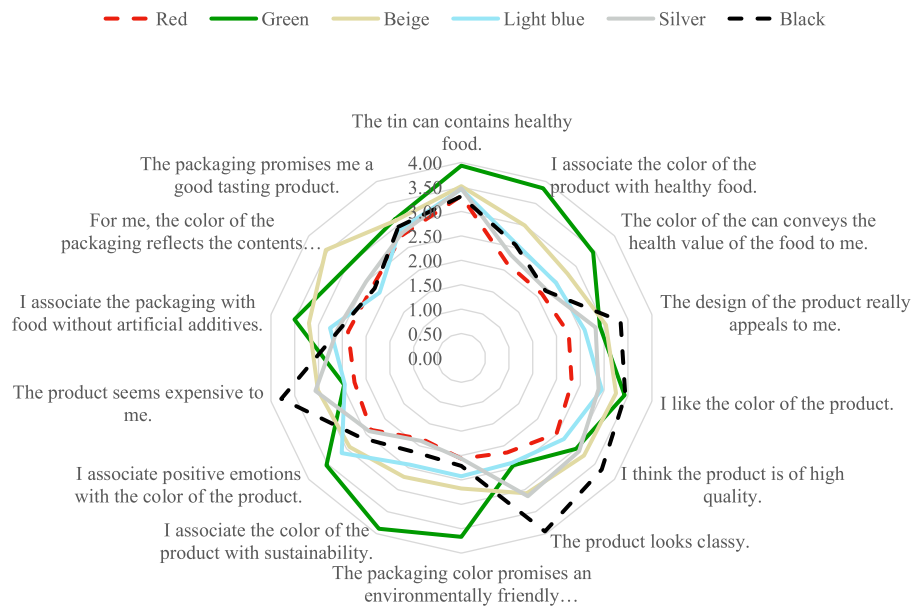 Red Green Beige Light blue Silver Black
The tin can contains healthy
food.
I associate the color of the
product with healthy food.
The color of the can conveys the
health value of the food to me.
The design of the product really
appeals to me.
I like the color of the product.
I think the product is of high
quality.
The product looks classy.
The packaging color promises an
environmentally friendly…
I associate the color of the
product with sustainability.
I associate positive emotions
with the color of the product.
The product seems expensive to
me.
I associate the packaging with
food without artificial additives.
For me, the color of the
packaging reflects the contents…
The packaging promises me a
good tasting product.
4.00
3.50
3.00
2.50
2.00
1.50
1.00
0.50
0.00